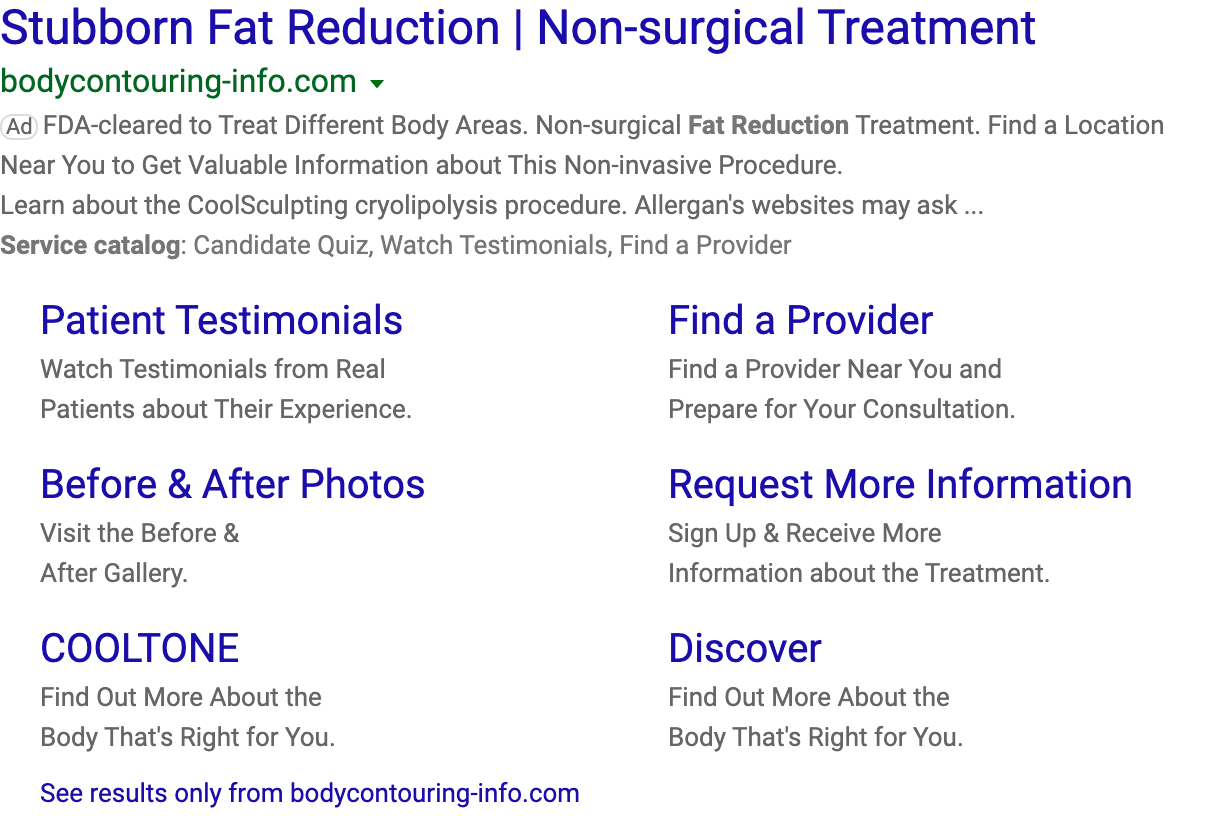 Stubborn Fat Reduction | Non-surgical Treatment
bodycontouring-info.com
Ad FDA-cleared to Treat Different Body Areas. Non-surgical Fat Reduction Treatment. Find a Location
Near You to Get Valuable Information about This Non-invasive Procedure.
Learn about the CoolSculpting cryolipolysis procedure. Allergan's websites may ask ...
Service catalog: Candidate Quiz, Watch Testimonials, Find a Provider
Patient Testimonials
Watch Testimonials from Real
Patients about Their Experience.
Find a Provider
Find a Provider Near You and
Prepare for Your Consultation.
Before & After Photos
Visit the Before &
After Gallery.
Request More Information
Sign Up & Receive More
Information about the Treatment.
COOLTONE
Find Out More About the
Body That's Right for You.
Discover
Find Out More About the
Body That's Right for You.
See results only from bodycontouring-info.com